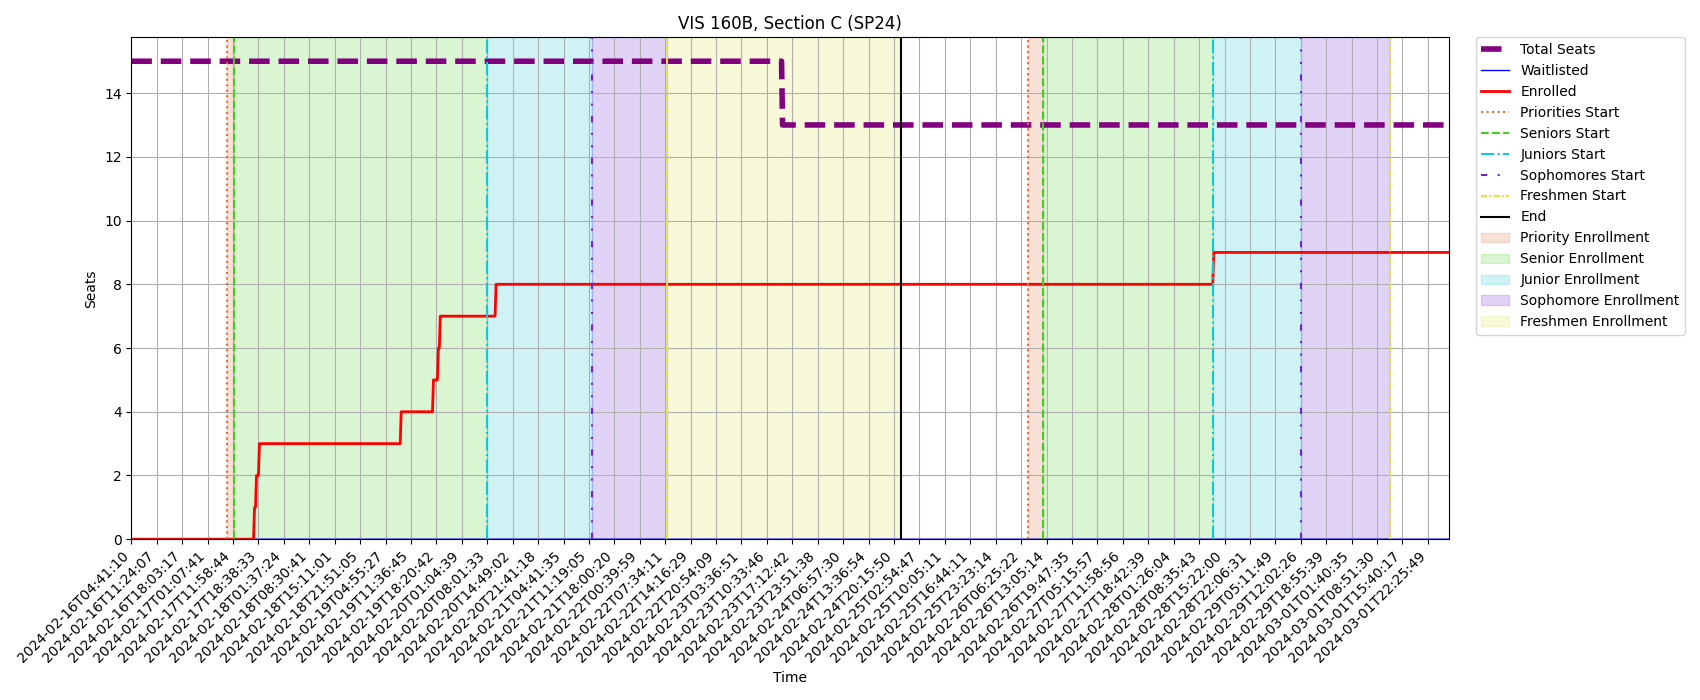 VIS 160B, Section C (SP24)
Total Seats
Waitlisted
Enrolled
Priorities Start
Seniors Start
Juniors Start
Sophomores Start
Freshmen Start
End
Priority Enrollment
Senior Enrollment
Junior Enrollment
Sophomore Enrollment
Freshmen Enrollment
Seats
14
12
10
8
6
4
2
0
2024-02-16T04:41:10
2024-02-16T11:24:07
2024-02-16T18:03:17
2024-02-17T01:07:41
2024-02-17T11:58:44
2024-02-17T18:38:33
2024-02-18T01:37:24
2024-02-18T08:30:41
2024-02-18T15:11:01
2024-02-18T21:51:05
2024-02-19T04:55:27
2024-02-19T11:36:45
2024-02-19T18:20:42
2024-02-20T01:04:39
2024-02-20T08:01:33
2024-02-20T14:49:02
2024-02-20T21:41:18
2024-02-21T04:41:35
2024-02-21T11:19:05
2024-02-21T18:00:20
2024-02-22T00:39:59
2024-02-22T07:34:11
2024-02-22T14:16:29
2024-02-22T20:54:09
2024-02-23T03:36:51
2024-02-23T10:33:46
2024-02-23T17:12:42
2024-02-23T23:51:38
2024-02-24T06:57:30
2024-02-24T13:36:54
2024-02-24T20:15:50
2024-02-25T02:54:47
2024-02-25T10:05:11
2024-02-25T16:44:11
2024-02-25T23:23:14
2024-02-26T06:25:22
2024-02-26T13:05:14
2024-02-26T19:47:35
2024-02-27T05:15:57
2024-02-27T11:58:56
2024-02-27T18:42:39
2024-02-28T01:26:04
2024-02-28T08:35:43
2024-02-28T15:22:00
2024-02-28T22:06:31
2024-02-29T05:11:49
2024-02-29T12:02:26
2024-02-29T18:55:39
2024-03-01T01:40:35
2024-03-01T08:51:30
2024-03-01T15:40:17
2024-03-01T22:25:49
Time